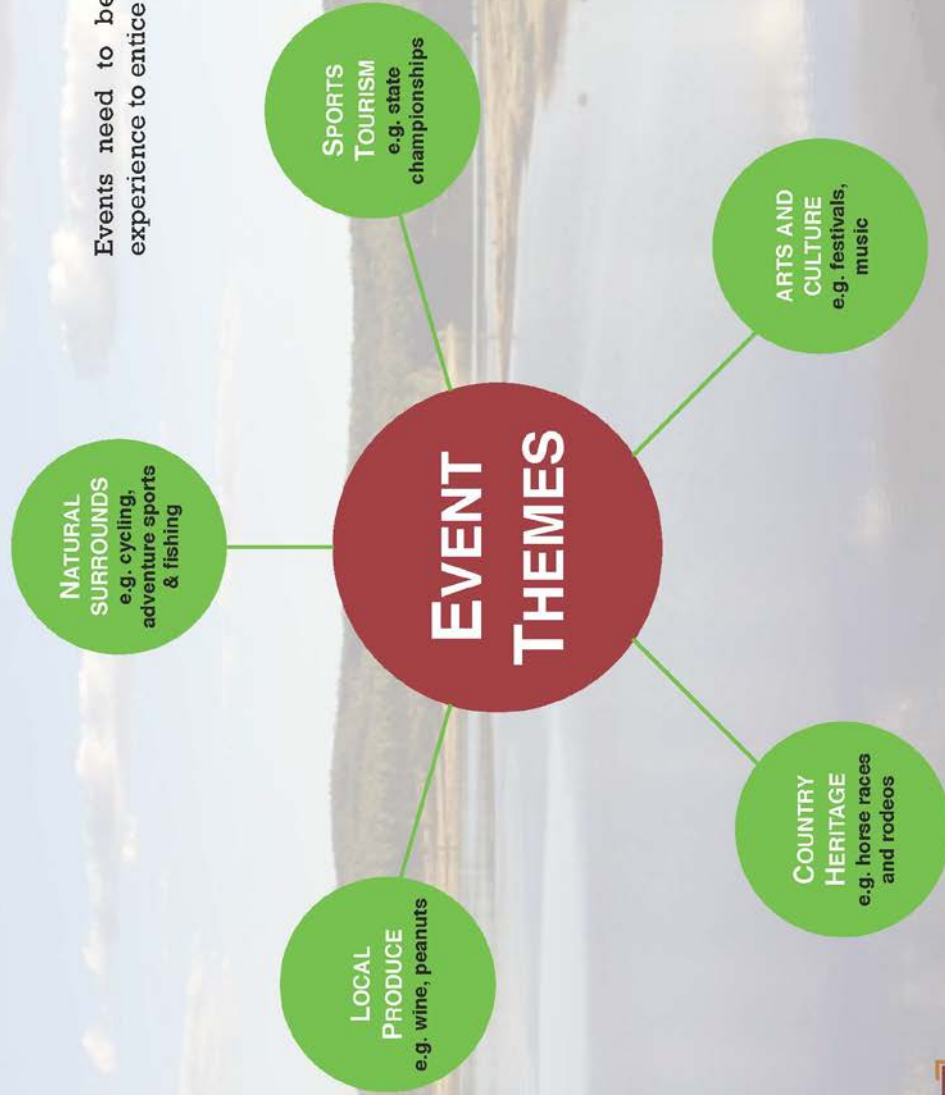 Events need to be
experience to entice
NATURAL
SURROUNDS
e.g. cycling,
adventure sports
& fishing
SPORTS
TOURISM
e.g. state
championships
ARTS AND
CULTURE
e.g. festivals,
music
COUNTRY
HERITAGE
e.g. horse races
and rodeos
LOCAL
PRODUCE
e.g. wine, peanuts
EVENT
THEMES